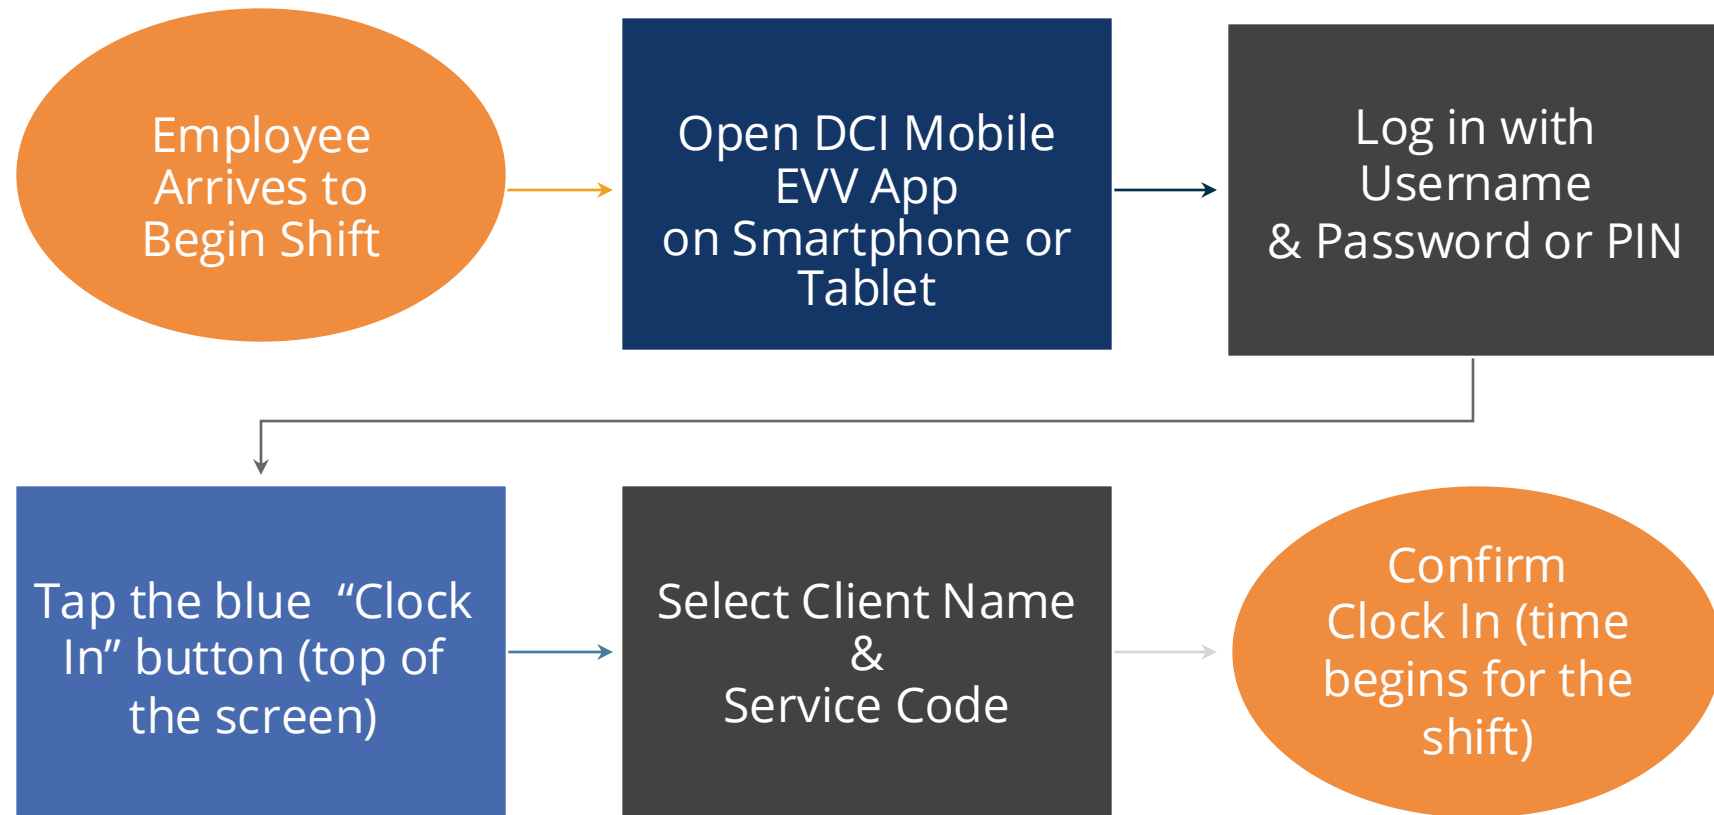 Employee
Arrives to
Begin Shift
Open DCI Mobile
EVV App
on Smartphone or
Tablet
Log in with
Username
& Password or PIN
Tap the blue  “Clock
In” button (top of
the screen)
Select Client Name
&
Service Code
Confirm
Clock In (time
begins for the
shift)